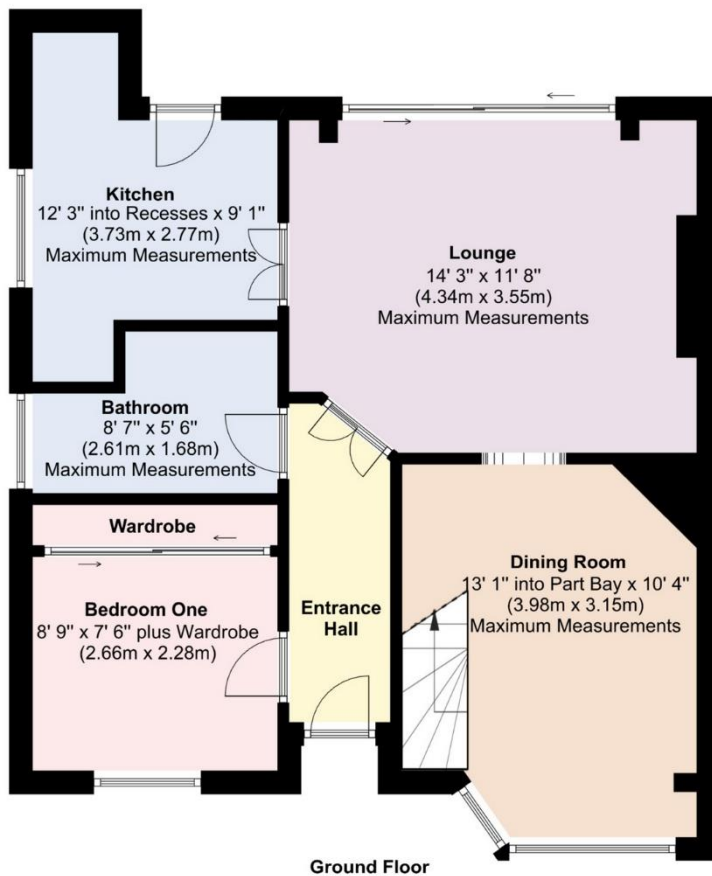 Kitchen
12' 3" into Recesses x 9' 1"
(3.73m x 2.77m)
Maximum Measurements
Lounge
14' 3" x 11' 8"
(4.34m x 3.55m)
Maximum Measurements
Bathroom
8' 7" x 5' 6"
(2.61m x 1.68m)
Maximum Measurements
Wardrobe
Bedroom One
8' 9" x 7' 6" plus Wardrobe
(2.66m x 2.28m)
Entrance
Hall
Dining Room
13' 1" into Part Bay x 10' 4"
(3.98m x 3.15m)
Maximum Measurements
Ground Floor